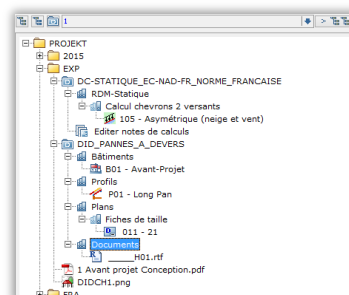 1
PROJEKT
2015
EXP
DC-STATIQUE_EC-NAD-FR_NORME_FRANCAISE
RDM-Statique
Calcul chevrons 2 versants
105 - Asymétrique (neige et vent)
Editer notes de calculs
DID_PANNES_A_DEVERS
Bâtiments
B01 - Avant-Projet
Profils
P01 - Long Pan
Plans
Fiches de taille
011 - 21
Documents
_____H01.rtf
1 Avant projet Conception.pdf
DIDCH1.png
FRA